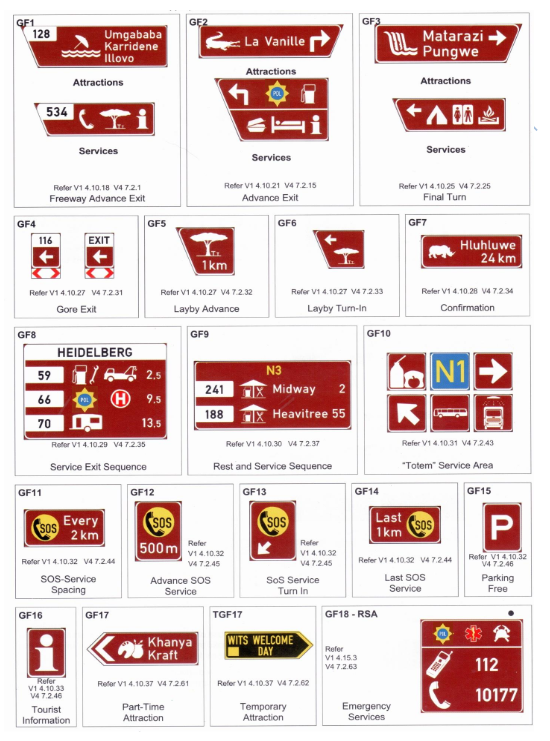 GF1
128
Umgababa
Karridene
Illovo
Attractions
534
Services
Refer V1 4.10.18 V4 7.2.1
Freeway Advance Exit
GF2
La Vanille
Attractions
POL
Services
Refer V1 4.10.21 V4 7.2.15
Advance Exit
GF3
Matarazi
Pungwe
Attractions
Services
Refer V1 4.10.25 V4 7.2.25
Final Turn
GF4
116
EXIT
Refer V1 4.10.27 V4 7.2.31
Gore Exit
GF5
1km
Refer V1 4.10.27 V4 7.2.32
Layby Advance
GF6
Refer V1 4.10.27 V4 7.2.33
Layby Turn-In
GF7
Hluhluwe
24 km
Refer V1 4.10.28 V4 7.2.34
Confirmation
GF8
HEIDELBERG
59 2,5
66 POL H 9,5
70 13,5
Refer V1 4.10.29 V4 7.2.35
Service Exit Sequence
GF9
N3
241 Midway 2
188 Heavitree 55
Refer V1 4.10.30 V4 7.2.37
Rest and Service Sequence
GF10
N1
Refer V1 4.10.31 V4 7.2.43
"Totem" Service Area
GF11
SOS
Every
2 km
Refer V1 4.10.32 V4 7.2.44
SOS-Service
Spacing
GF12
SOS
500m
Refer
V1 4.10.32
V4 7.2.45
Advance SOS
Service
GF13
SOS
Refer
V1 4.10.32
V4 7.2.45
SoS Service
Turn In
GF14
Last
1km
SOS
Refer V1 4.10.32 V4 7.2.44
Last SOS
Service
GF15
P
Refer V1 4.10.32
V4 7.2.46
Parking
Free
GF16
i
Refer
V1 4.10.33
V4 7.2.46
Tourist
Information
GF17
Khanya
Kraft
Refer V1 4.10.37 V4 7.2.61
Part-Time
Attraction
TGF17
WITS WELCOME
DAY
Refer V1 4.10.37 V4 7.2.62
Temporary
Attraction
GF18 - RSA
Refer
V1 4.15.3
V4 7.2.63
Emergency
Services
112
10177